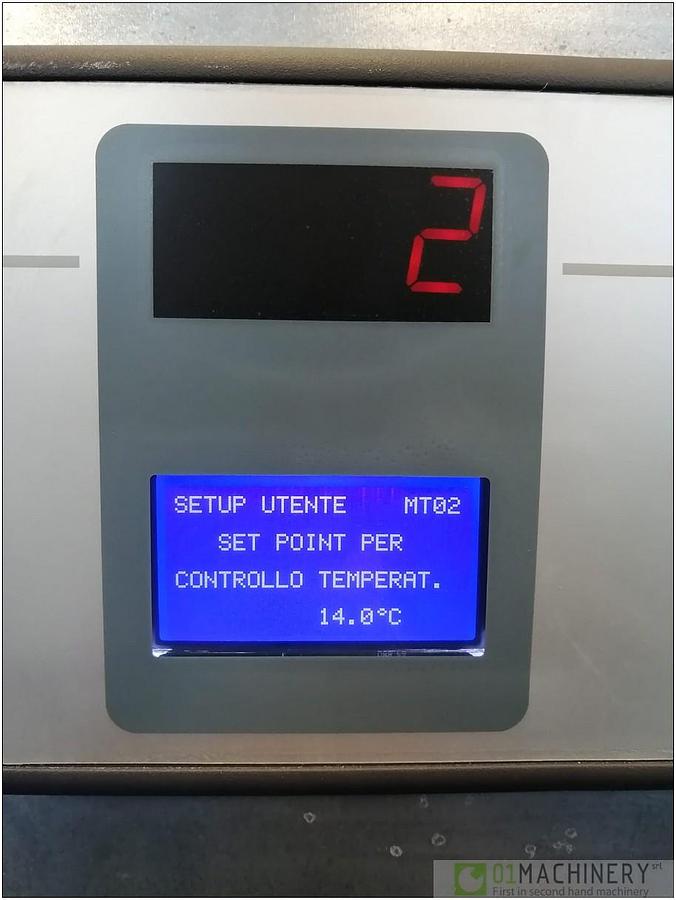 2
SETUP UTENTE MT02
SET POINT PER
CONTROLLO TEMPERAT.
14.0°C
01MACHINERY srl
First in second hand machinery